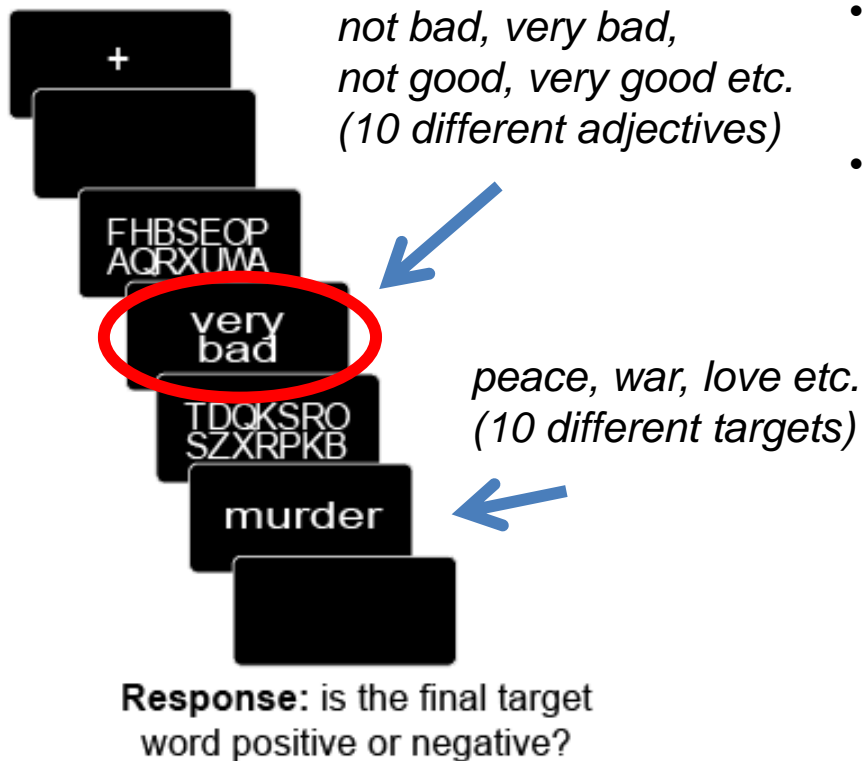 +
not bad, very bad,
not good, very good etc.
(10 different adjectives)
•
•
FHBSEOP
AQRXUWA
very
bad
TDQKSRO
SZXRPKB
peace, war, love etc.
(10 different targets)
murder
Response: is the final target
word positive or negative?